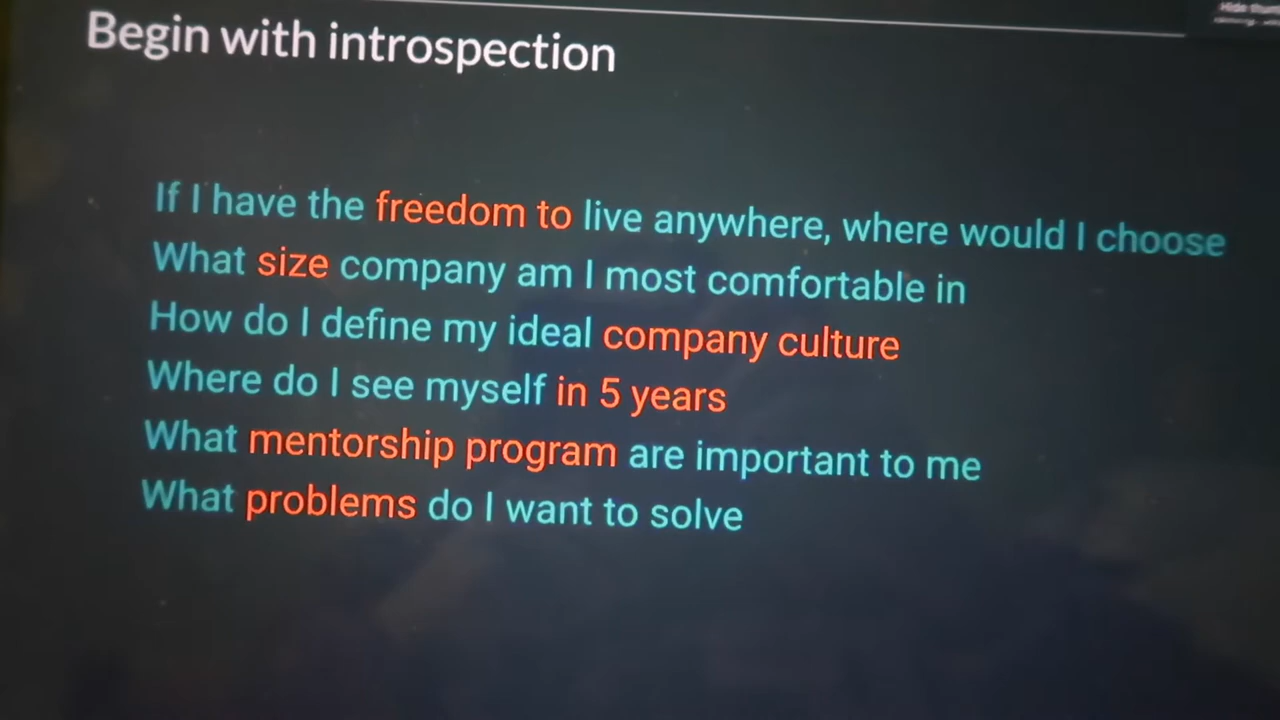 Begin with introspection
If I have the freedom to live anywhere, where would I choose
What size company am I most comfortable in
How do I define my ideal company culture
Where do I see myself in 5 years
What mentorship program are important to me
What problems do I want to solve